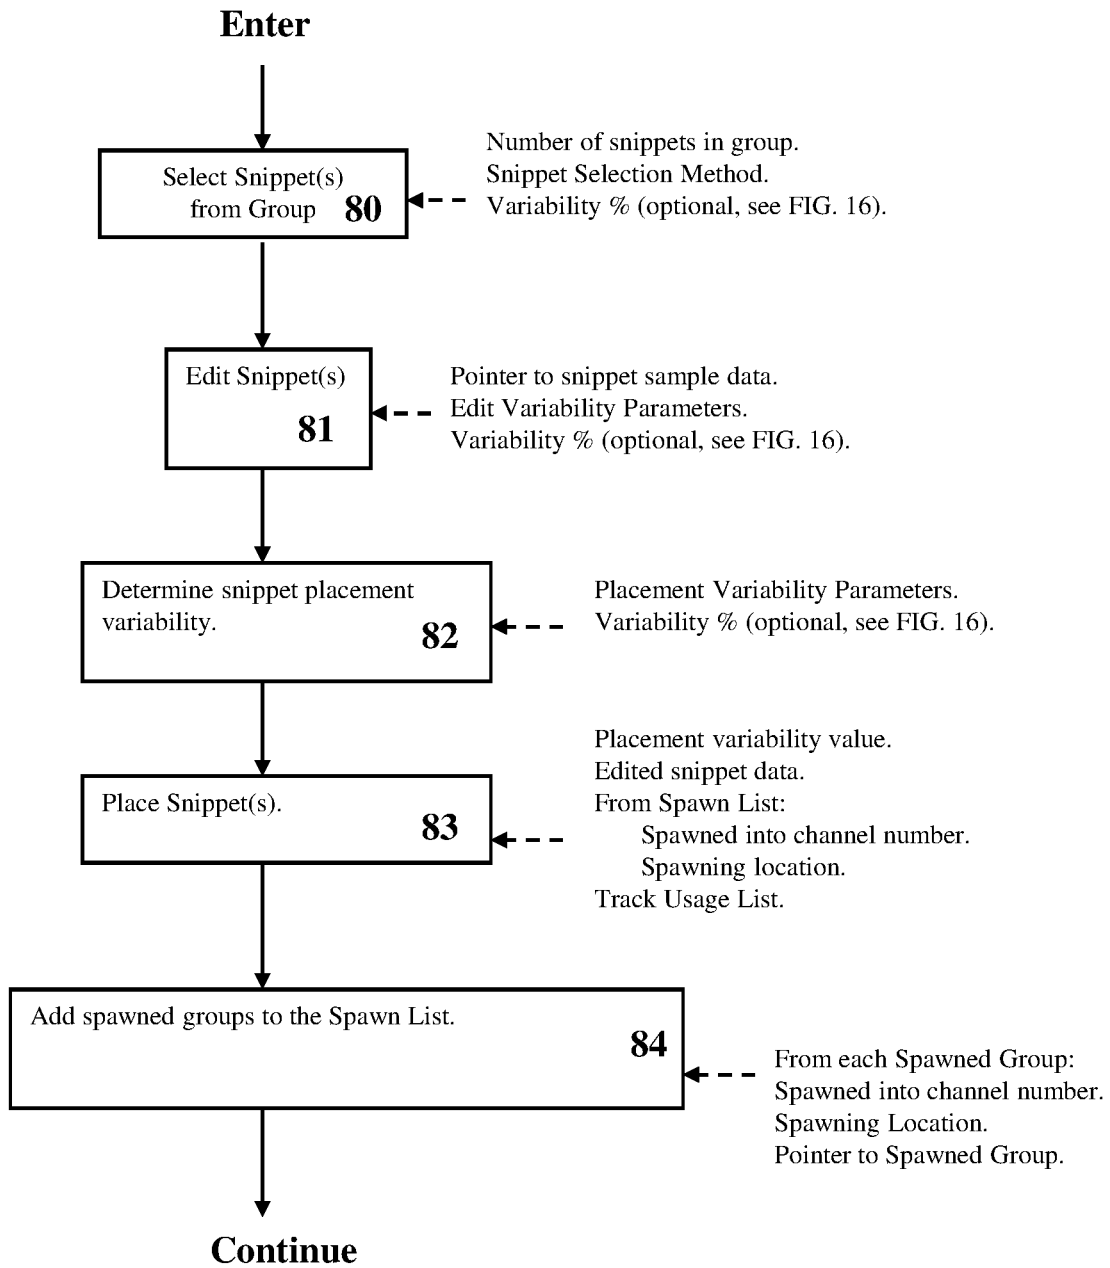 Enter
Select Snippet(s)
from Group 80
Number of snippets in group.
Snippet Selection Method.
Variability % (optional, see FIG. 16).
Edit Snippet(s)
81
Pointer to snippet sample data.
Edit Variability Parameters.
Variability % (optional, see FIG. 16).
Determine snippet placement
variability.
82
Placement Variability Parameters.
Variability % (optional, see FIG. 16).
Place Snippet(s).
83
Placement variability value.
Edited snippet data.
From Spawn List:
Spawned into channel number.
Spawning location.
Track Usage List.
Add spawned groups to the Spawn List.
84
From each Spawned Group:
Spawned into channel number.
Spawning Location.
Pointer to Spawned Group.
Continue